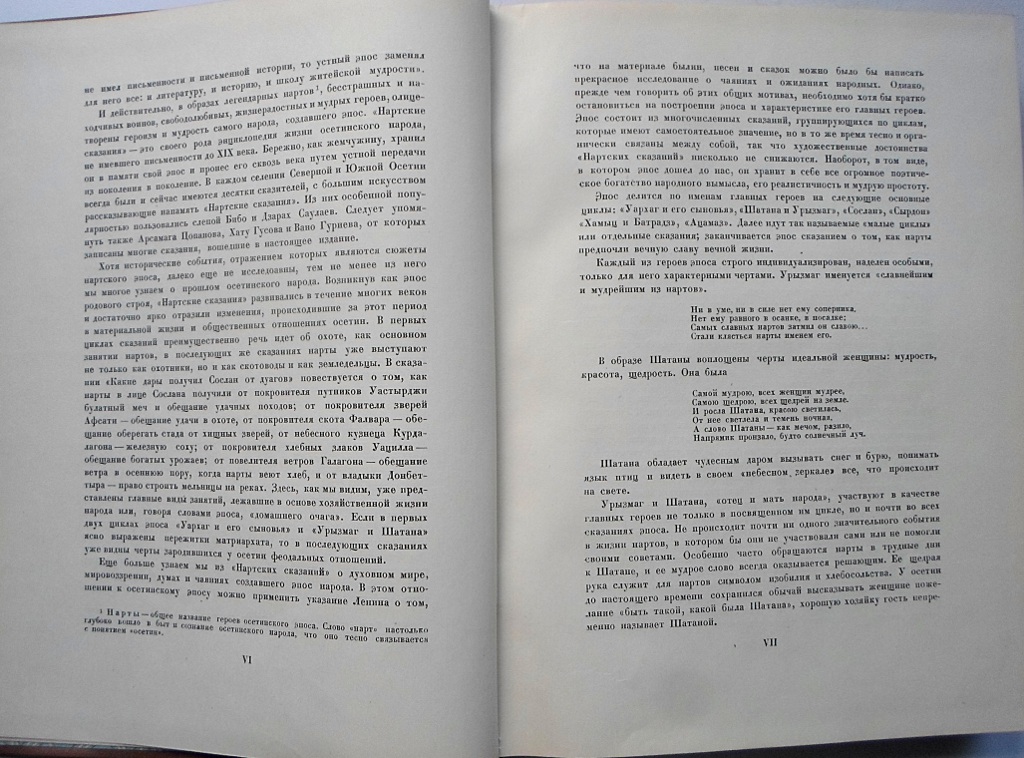 не имел письменности и письменной истории, то устный эпос заменял
для него все: и литературу, и историю, и школу житейской мудрости».
И действительно, в образах легендарных нартов¹, бесстрашных и на-
ходчивых воинов, свободолюбивых, жизнерадостных и мудрых героев, олице-
творены героизм и мудрость самого народа, создавшего эпос. «Нартские
сказания» — это своего рода энциклопедия жизни осетинского народа,
не имевшего письменности до XIX века. Бережно, как жемчужину, хранил
он в памяти свой эпос и пронес его сквозь века путем устной передачи
из поколения в поколение. В каждом селении Северной и Южной Осетии
всегда были и сейчас имеются десятки сказителей, с большим искусством
рассказывающие напамять «Нартские сказания». Из них особенной попу-
лярностью пользовались слепой Бибо и Дзарах Саулаев. Следует упомя-
нуть также Арсамага Попанова, Хату Гусова и Вано Гуриева, от которых
записаны многие сказания, вошедшие в настоящее издание.
Хотя исторические события, отражением которых являются сюжеты
нартского эпоса, далеко еще не исследованы, тем не менее из него
мы многое узнаем о прошлом осетинского народа. Возникнув как эпос
родового строя, «Нартские сказания» развивались в течение многих веков
и достаточно ярко отразили изменения, происходившие за этот период
в материальной жизни и общественных отношениях осетин. В первых
циклах сказаний преимущественно речь идет об охоте, как основном
занятии нартов, в последующих же сказаниях нарты уже выступают
не только как охотники, но и как скотоводы и как земледельцы. В сказа-
нии «Какие дары получил Сослан от дуагов» повествуется о том, как
нарты в лице Сослана получили от покровителя путников Уастырджи
булатный меч и обещание удачных походов; от покровителя зверей
Афсати — обещание удачи в охоте, от покровителя скота Фалвара — обе-
щание оберегать стада от хищных зверей, от небесного кузнеца Курда-
лагона — железную соху; от покровителя хлебных злаков Уацилла —
обещание богатых урожаев; от повелителя ветров Галагона — обещание
ветра в осеннюю пору, когда нарты веют хлеб, и от владыки Донбет-
тыра — право строить мельницы на реках. Здесь, как мы видим, уже пред-
ставлены главные виды занятий, лежавшие в основе хозяйственной жизни
народа или, говоря словами эпоса, «домашнего очага». Если в первых
двух циклах эпоса «Уархаг и его сыновья» и «Урызмаг и Шатана»
ясно выражены пережитки матриархата, то в последующих сказаниях
уже видны черты зародившихся у осетин феодальных отношений.
Еще больше узнаем мы из «Нартских сказаний» о духовном мире,
мировоззрении, думах и чаяниях создавшего эпос народа. В этом отно-
шении к осетинскому эпосу можно применить указание Ленина о том,
¹ Нарты — общее название героев осетинского эпоса. Слово «нарт» настолько
глубоко вошло в быт и сознание осетинского народа, что оно тесно связывается
с понятием «осетин».
VI
что на материале былин, песен и сказок можно было бы написать
прекрасное исследование о чаяниях и ожиданиях народных. Однако,
прежде чем говорить об этих общих мотивах, необходимо хотя бы кратко
остановиться на построении эпоса и характеристике его главных героев.
Эпос состоит из многочисленных сказаний, группирующихся по циклам,
которые имеют самостоятельное значение, но в то же время тесно и орга-
нически связаны между собой, так что художественные достоинства
«Нартских сказаний» нисколько не снижаются. Наоборот, в том виде,
в котором эпос дошел до нас, он хранит в себе все огромное поэтиче-
ское богатство народного вымысла, его реалистичность и мудрую простоту.
Эпос делится по именам главных героев на следующие основные
циклы: «Уархаг и его сыновья», «Шатана и Урызмаг», «Сослан», «Сырдон»
«Хамыц и Батрадз», «Ацамаз». Далее идут так называемые «малые циклы»
или отдельные сказания; заканчивается эпос сказанием о том, как нарты
предпочли вечную славу вечной жизни.
Каждый из героев эпоса строго индивидуализирован, наделен особыми,
только для него характерными чертами. Урызмаг именуется «славнейшим
и мудрейшим из нартов».
Ни в уме, ни в силе нет ему соперника,
Нет ему равного в осанке, в посадке;
Самых славных нартов затмил он славою...
Стали клясться нарты именем его.
В образе Шатаны воплощены черты идеальной женщины: мудрость,
красота, щедрость. Она была
Самой мудрою, всех женщин мудрее,
Самою щедрою, всех щедрей на земле.
И росла Шатана, красою светилась,
От нее светлела и темень ночная,
А слово Шатаны — как мечом, разило,
Напрямик пронзало, будто солнечный луч.
Шатана обладает чудесным даром вызывать снег и бурю, понимать
язык птиц и видеть в своем «небесном зеркале» все, что происходит
на свете.
Урызмаг и Шатана, «отец и мать народа», участвуют в качестве
главных героев не только в посвященном им цикле, но и почти во всех
сказаниях эпоса. Не происходит почти ни одного значительного события
в жизни нартов, в котором бы они не участвовали сами или не помогли
своими советами. Особенно часто обращаются нарты в трудные дни
к Шатане, и ее мудрое слово всегда оказывается решающим. Ее щедрая
рука служит для нартов символом изобилия и хлебосольства. У осетин
до настоящего времени сохранился обычай высказывать женщине поже-
лание «быть такой, какой была Шатана», хорошую хозяйку гость непре-
менно называет Шатаной.
VII